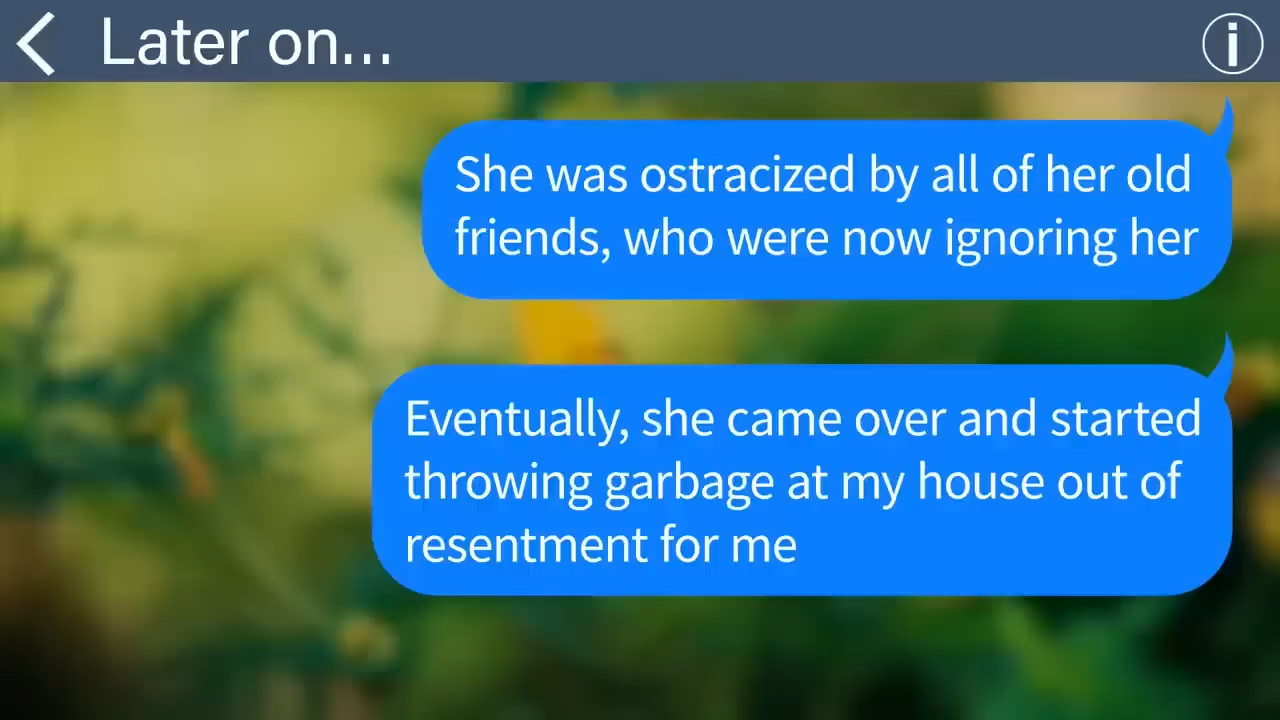 Later on...
She was ostracized by all of her old
friends, who were now ignoring her
Eventually, she came over and started
throwing garbage at my house out of
resentment for me